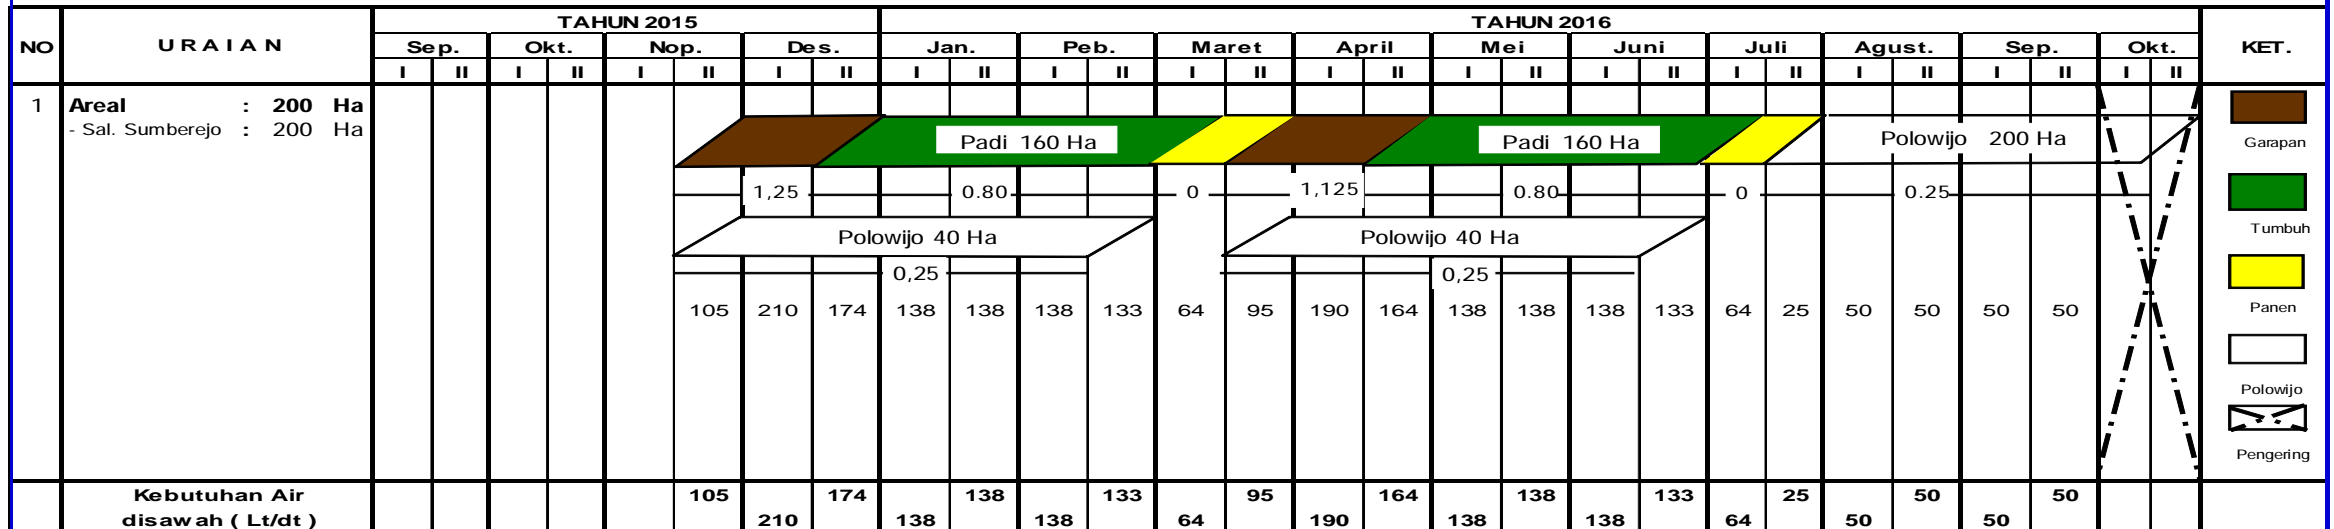 TAHUN 2015 TAHUN 2016
NO U R A I A N Sep. Okt. Nop. Des. Jan. Peb. Maret April Mei Juni Juli Agust. Sep. Okt. KET.
I II I II I II I II I II I II I II I II I II I II I II I II I II I II
1 Areal : 200 Ha
- Sal. Sumberejo : 200 Ha
Padi 160 Ha Padi 160 Ha Polowijo 200 Ha
Garapan
1,25 0.80 0 1,125 0.80 0 0.25
Tumbuh
Polowijo 40 Ha Polowijo 40 Ha
0,25 0,25
105 210 174 138 138 138 133 64 95 190 164 138 138 138 133 64 25 50 50 50 50
Panen
Polowijo
Pengering
Kebutuhan Air 105 174 138 133 95 164 138 133 25 50 50
disawah ( Lt/dt ) 210 138 138 64 190 138 138 64 50 50